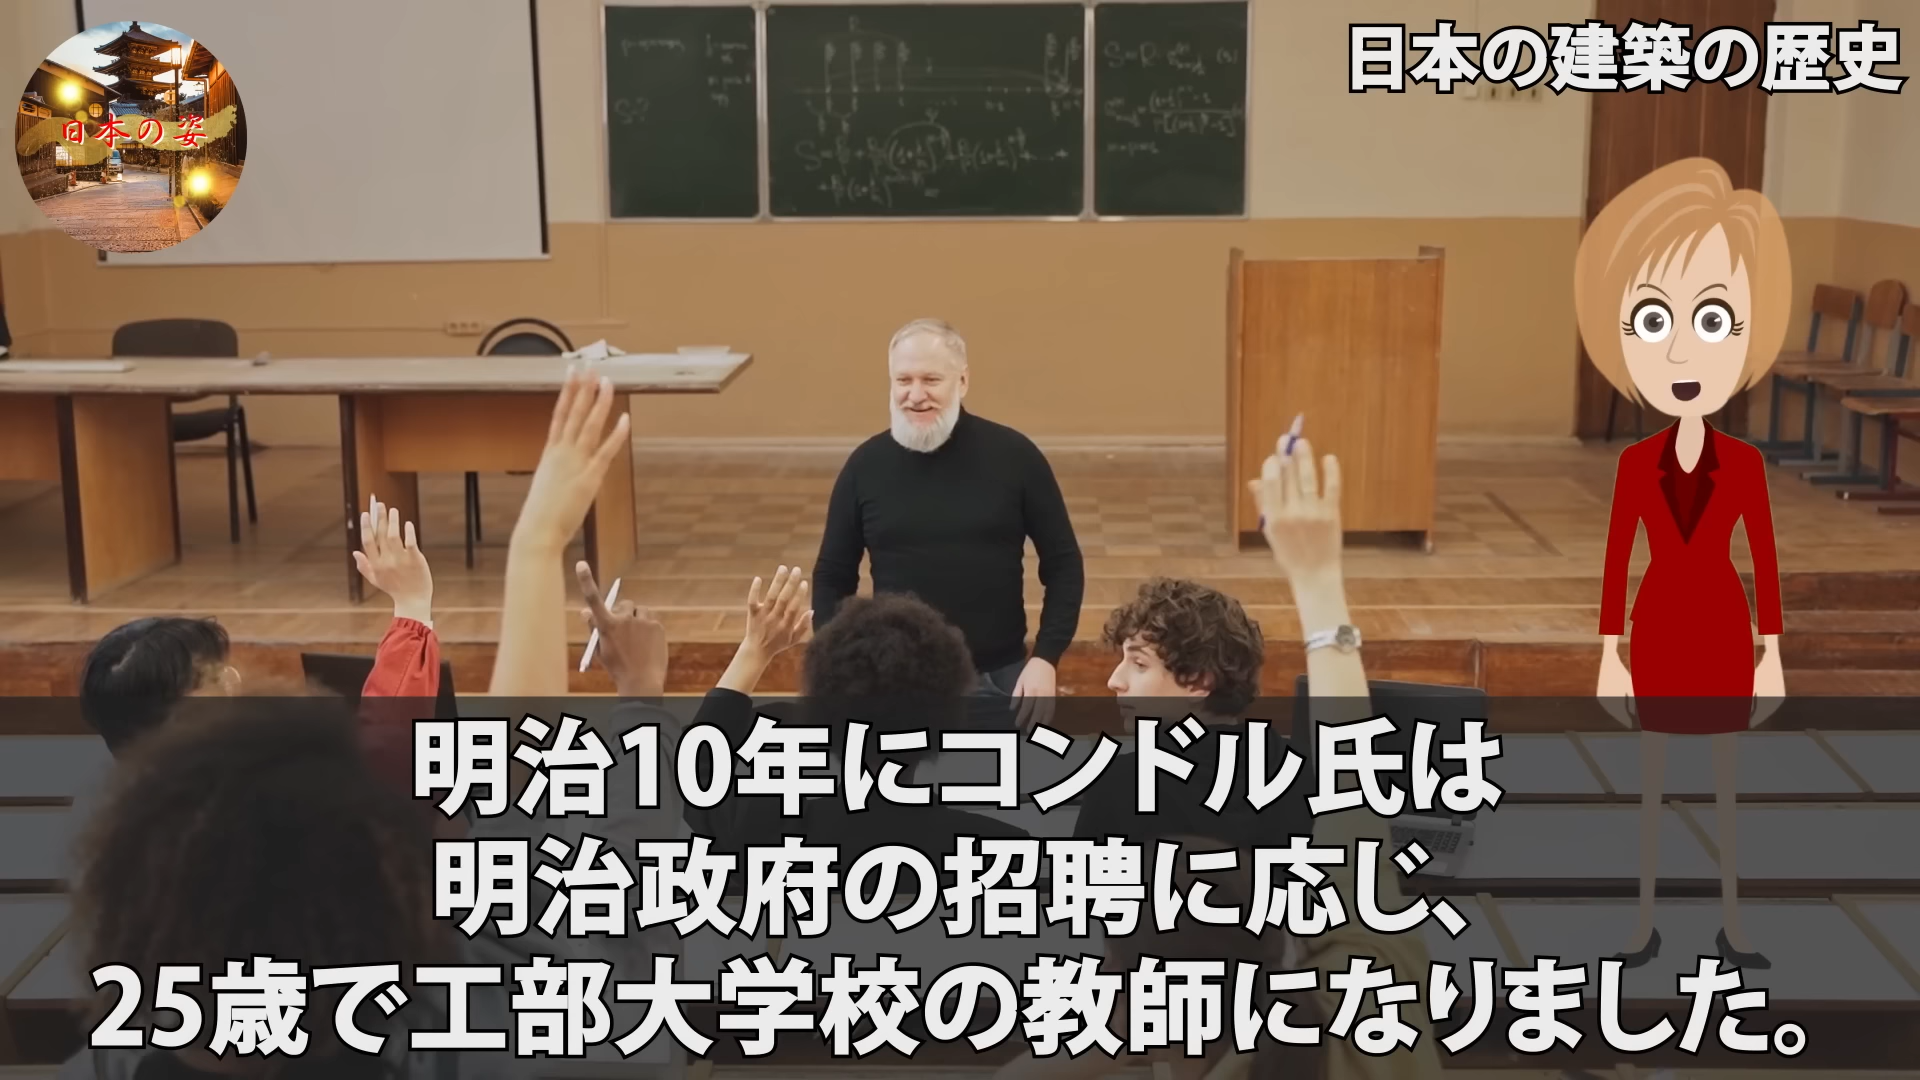 日本の姿
日本の建築の歴史
明治10年にコンドル氏は
明治政府の招聘に応じ、
25歳で工部大学校の教師になりました。